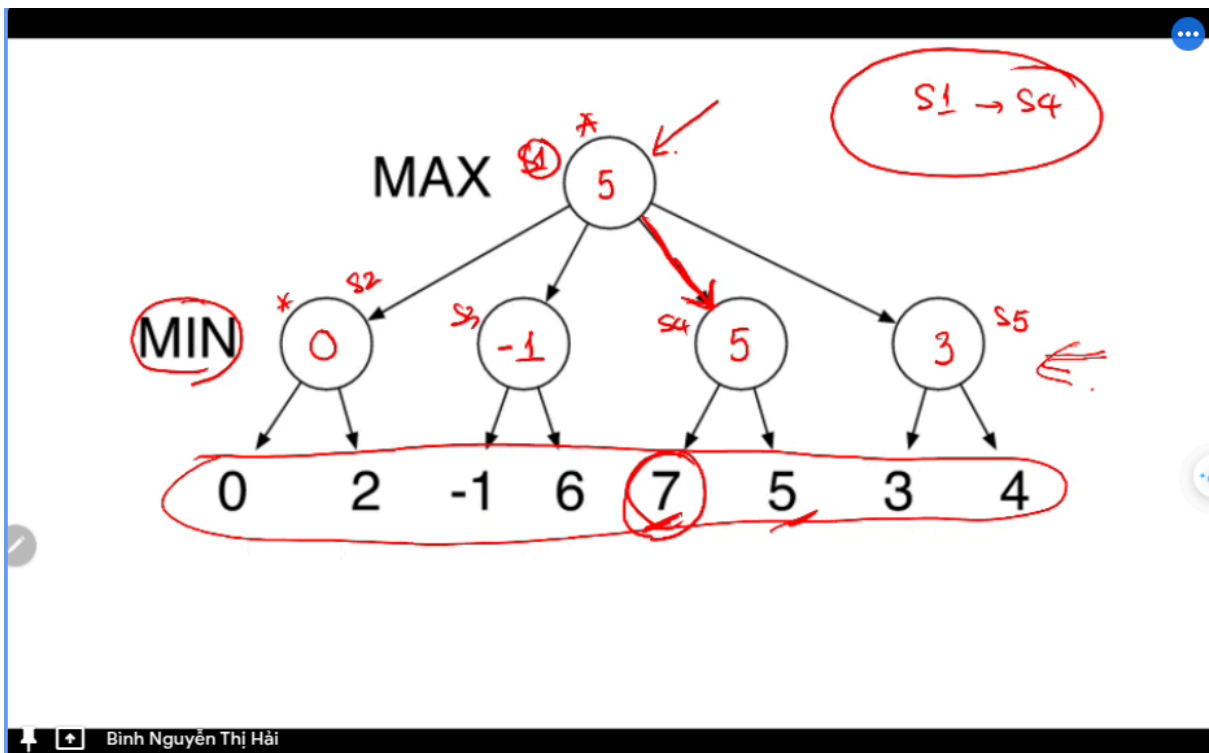 S1 → S4
MAX S1 5
S2
MIN 0 S3 -1 S4 5 3 S5
0 2 -1 6 7 5 3 4
Bình Nguyễn Thị Hải